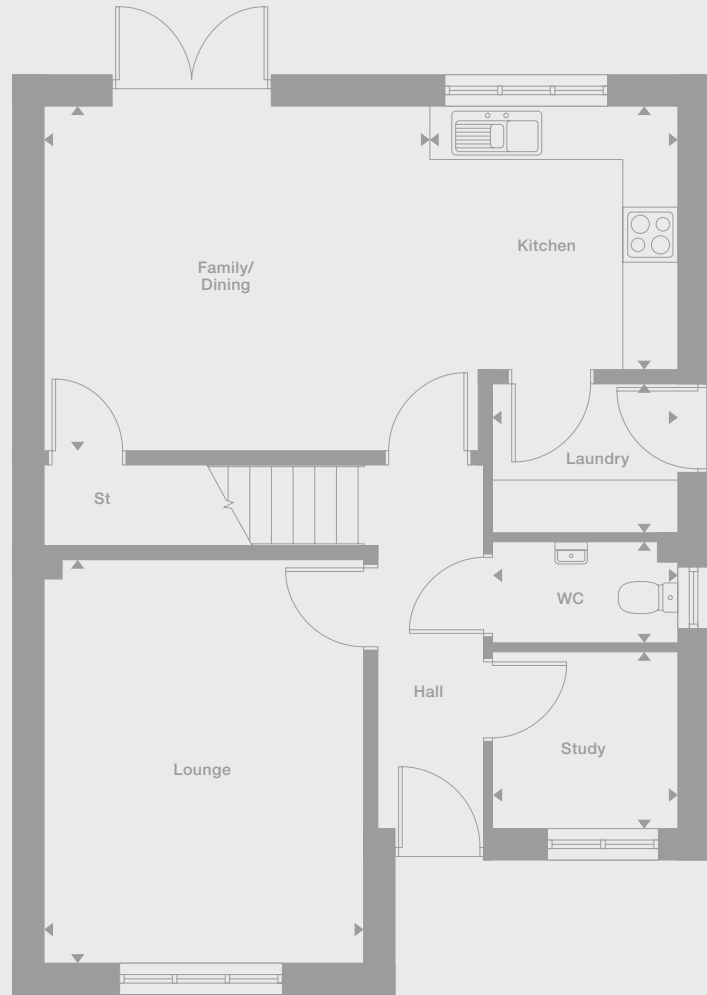 Kitchen
Family/
Dining
Laundry
St
WC
Hall
Study
Lounge